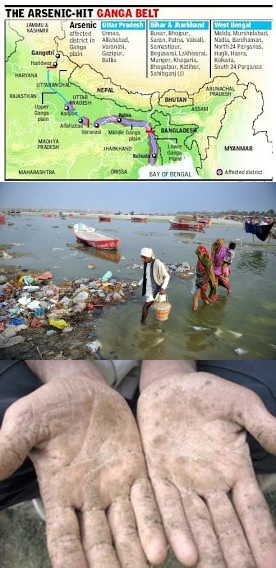 THE ARSENIC-HIT GANGA BELT
JAMMU & KASHMIR
Arsenic affected district in Ganga plain
Uttar Pradesh
Unnao,
Allahabad,
Varanasi,
Gazipur,
Ballia
Bihar & Jharkhand
Buxar, Bhojpur,
Saran, Patna, Vaisali,
Samastipur,
Begusarai, Lakhisarai,
Munger, Khagaria,
Bhagalpur, Katihar,
Sahibganj (J)
West Bengal
Malda, Murshidabad,
Nadia, Bardhaman,
North 24 Parganas,
Hugli, Haora,
Kolkata,
South 24 Parganas
Gangotri
Haridwar
HARYANA
UTTARANCHAL
RAJASTHAN
UTTAR PRADESH
NEPAL
BHUTAN
ARUNACHAL PRADESH
ASSAM
Upper Ganga plain
Kanpur
Allahabad
Varanasi
Patna
Middle Ganga plain
BANGLADESH
MADHYA PRADESH
JHARKHAND
Kolkata
Lower Ganga Plane
MYANMAR
MAHARASHTRA
ORISSA
BAY OF BENGAL
Affected district